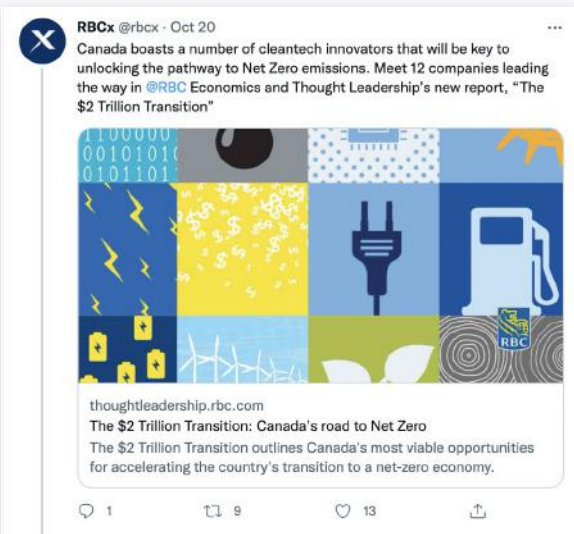 RBCx @rbcx · Oct 20
Canada boasts a number of cleantech innovators that will be key to
unlocking the pathway to Net Zero emissions. Meet 12 companies leading
the way in @RBC Economics and Thought Leadership's new report, “The
$2 Trillion Transition”
1100000
00101010
0101101
RBC
thoughtleadership.rbc.com
The $2 Trillion Transition: Canada's road to Net Zero
The $2 Trillion Transition outlines Canada's most viable opportunities
for accelerating the country's transition to a net-zero economy.
1 9 13